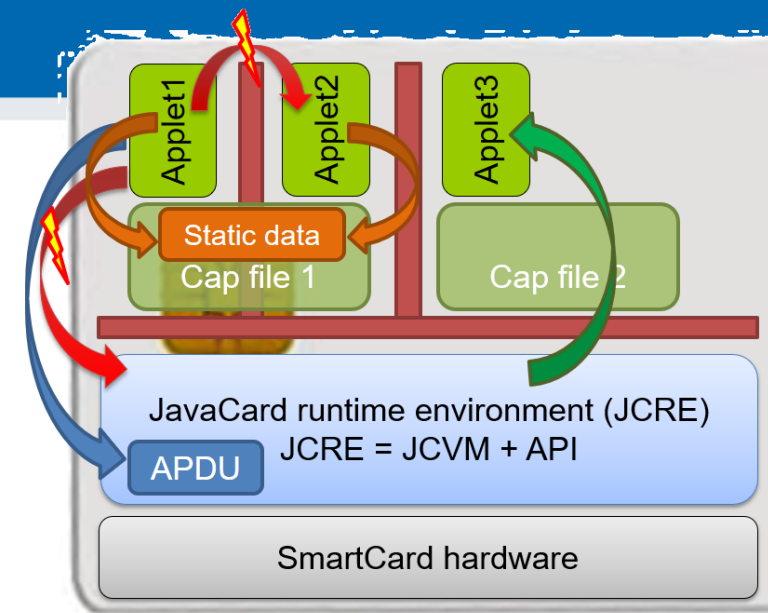 Applet1
Applet2
Applet3
Static data
Cap file 1
Cap file 2
JavaCard runtime environment (JCRE)
JCRE = JCVM + API
APDU
SmartCard hardware